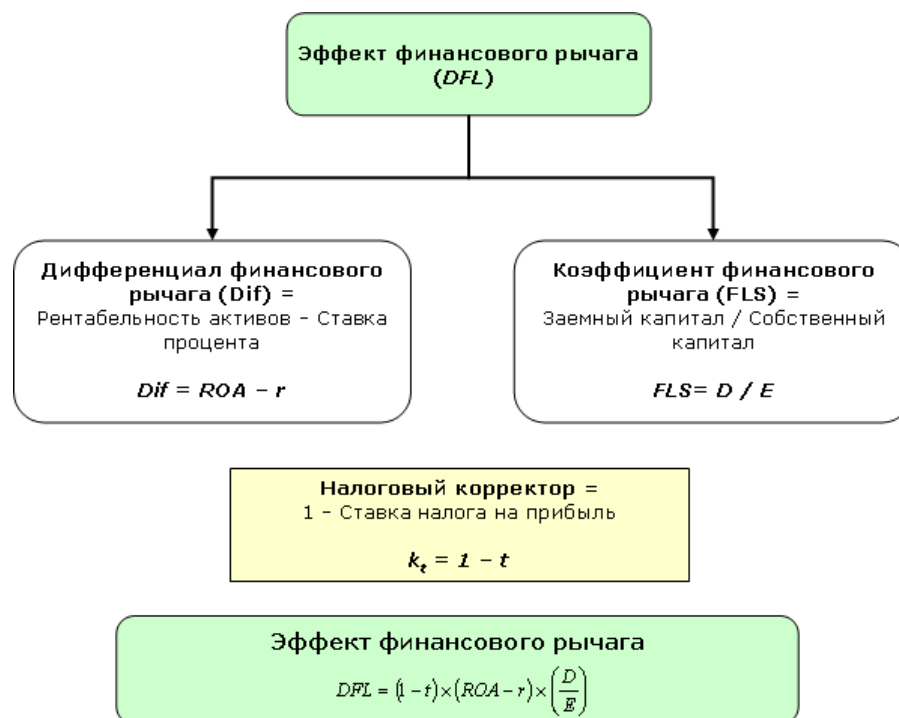 Эффект финансового рычага
(DFL)
Дифференциал финансового
рычага (Dif) =
Рентабельность активов – Ставка
процента
Dif = ROA – r
Коэффициент финансового
рычага (FLS) =
Заемный капитал / Собственный
капитал
FLS= D / E
Налоговый корректор =
1 – Ставка налога на прибыль
kₜ = 1 – t
Эффект финансового рычага
DFL = (1-t)×(ROA-r)×(D/E)